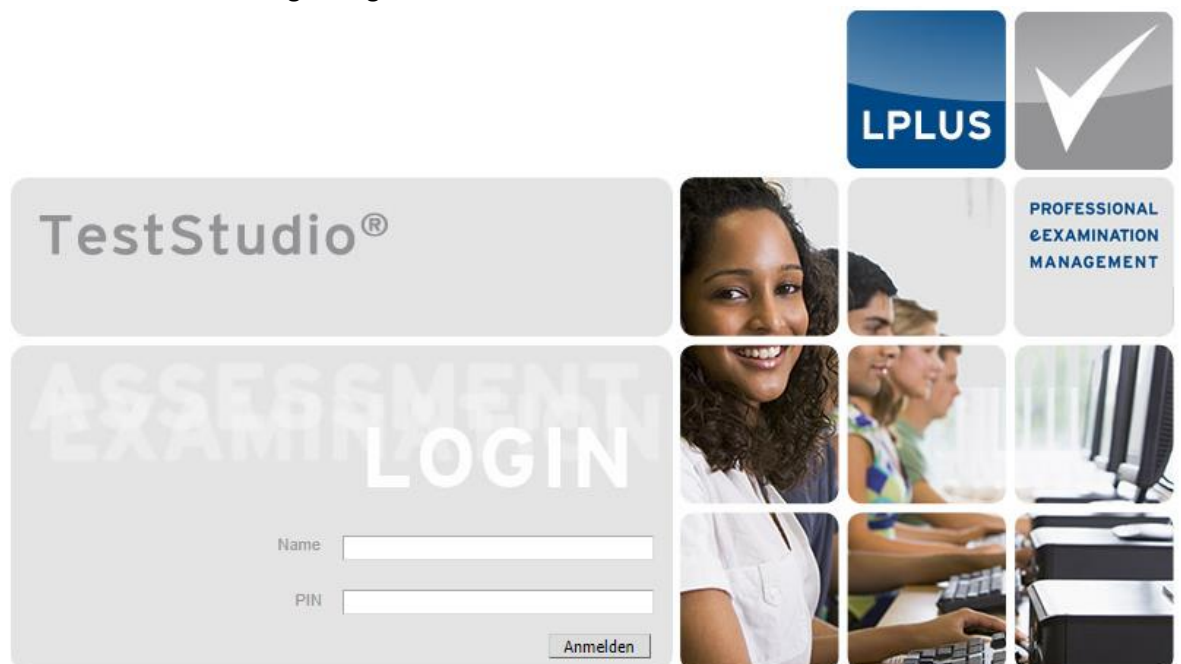 LPLUS
TestStudio®
PROFESSIONAL
eEXAMINATION
MANAGEMENT
ASSESSMENT
EXAMINATION
LOGIN
Name
PIN
Anmelden